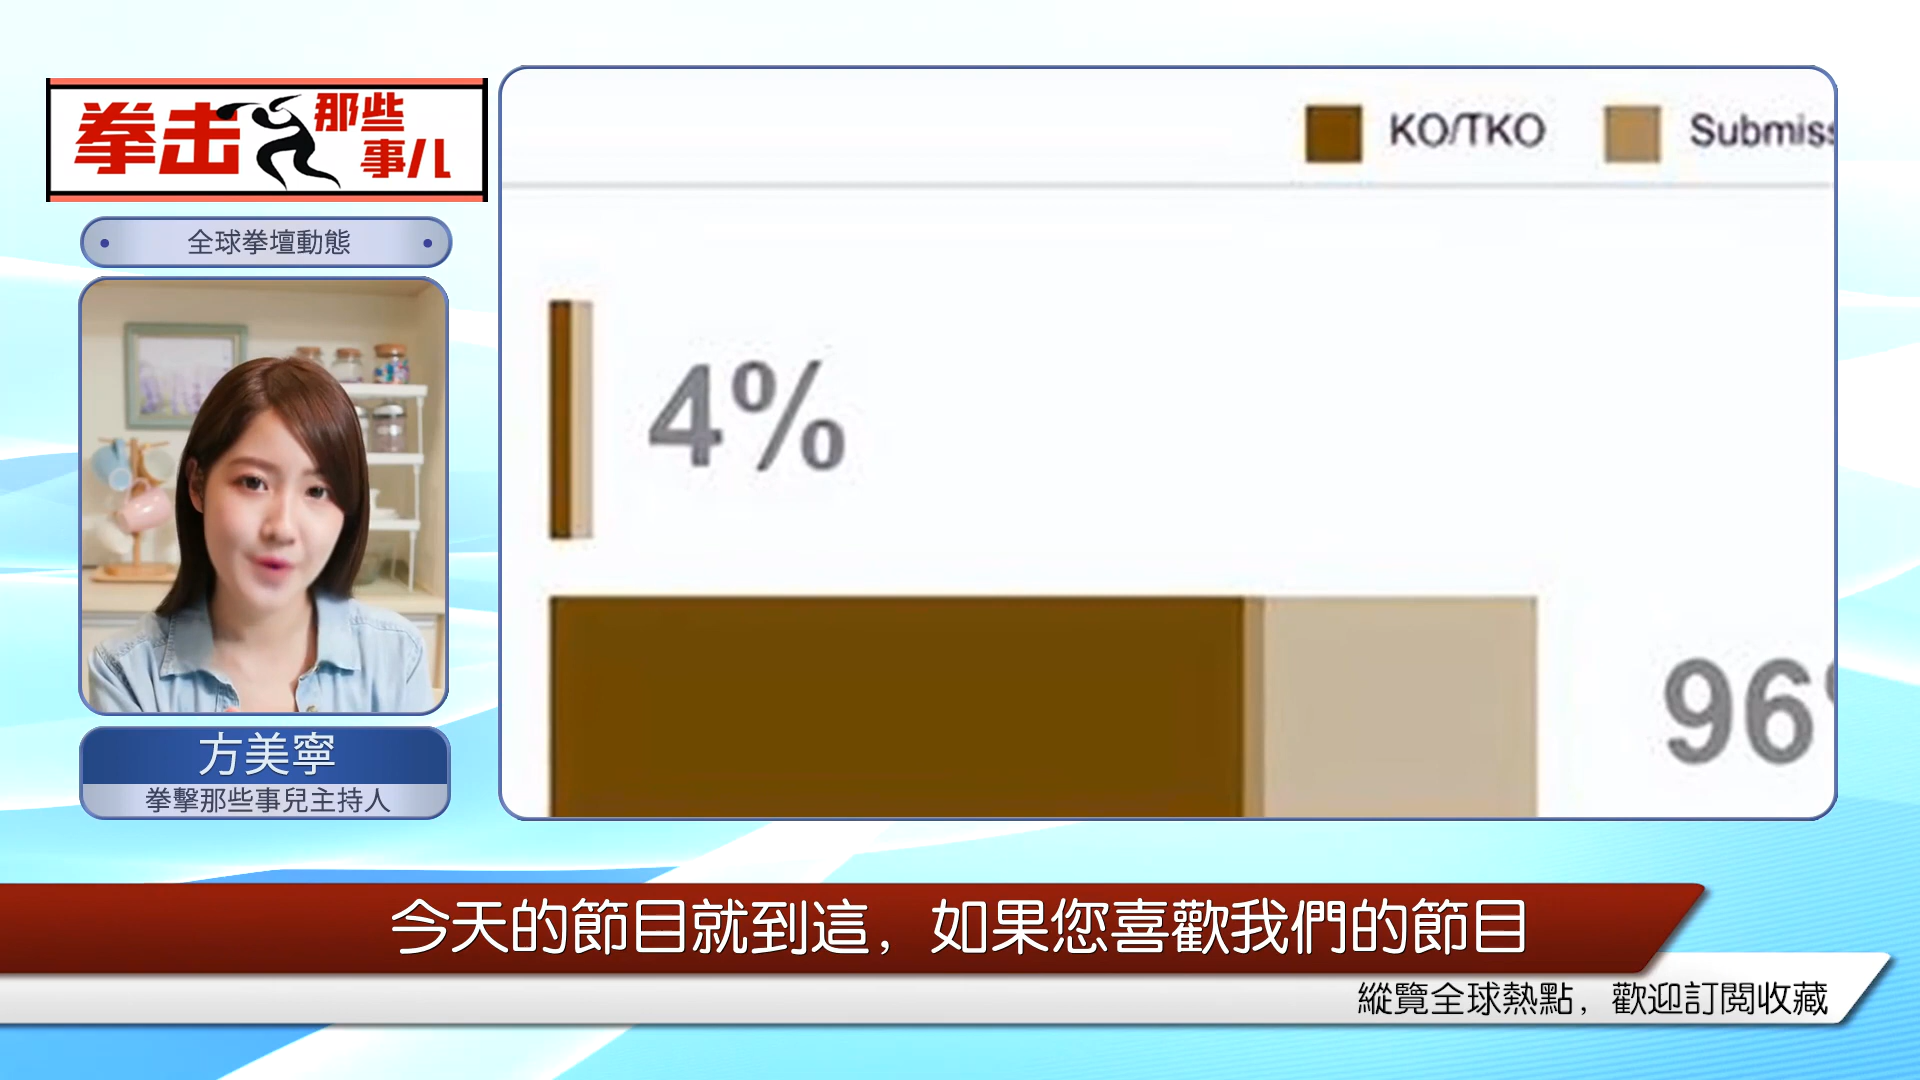 拳击那些事儿
全球拳壇動態
方美寧
拳擊那些事兒主持人
KO/TKO
4%
96
今天的節目就到這，如果您喜歡我們的節目
縱覽全球熱點，歡迎訂閱收藏